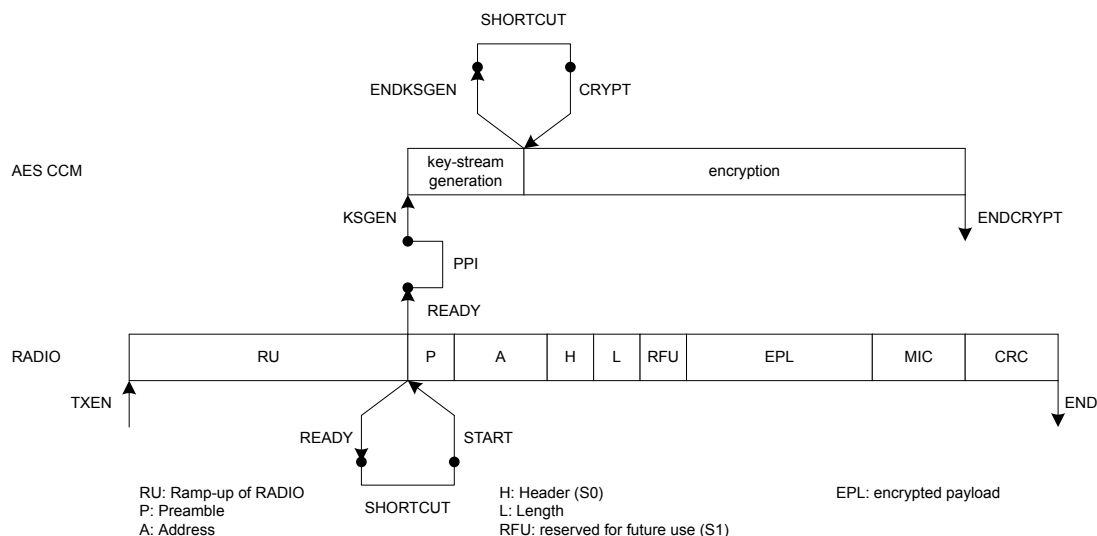 SHORTCUT
ENDKSGEN
CRYPT
AES CCM
key-stream
generation
encryption
KSGEN
ENDCRYPT
PPI
READY
RADIO
RU
P
A
H
L
RFU
EPL
MIC
CRC
TXEN
END
READY
START
SHORTCUT
RU: Ramp-up of RADIO
P: Preamble
A: Address
H: Header (S0)
L: Length
RFU: reserved for future use (S1)
EPL: encrypted payload